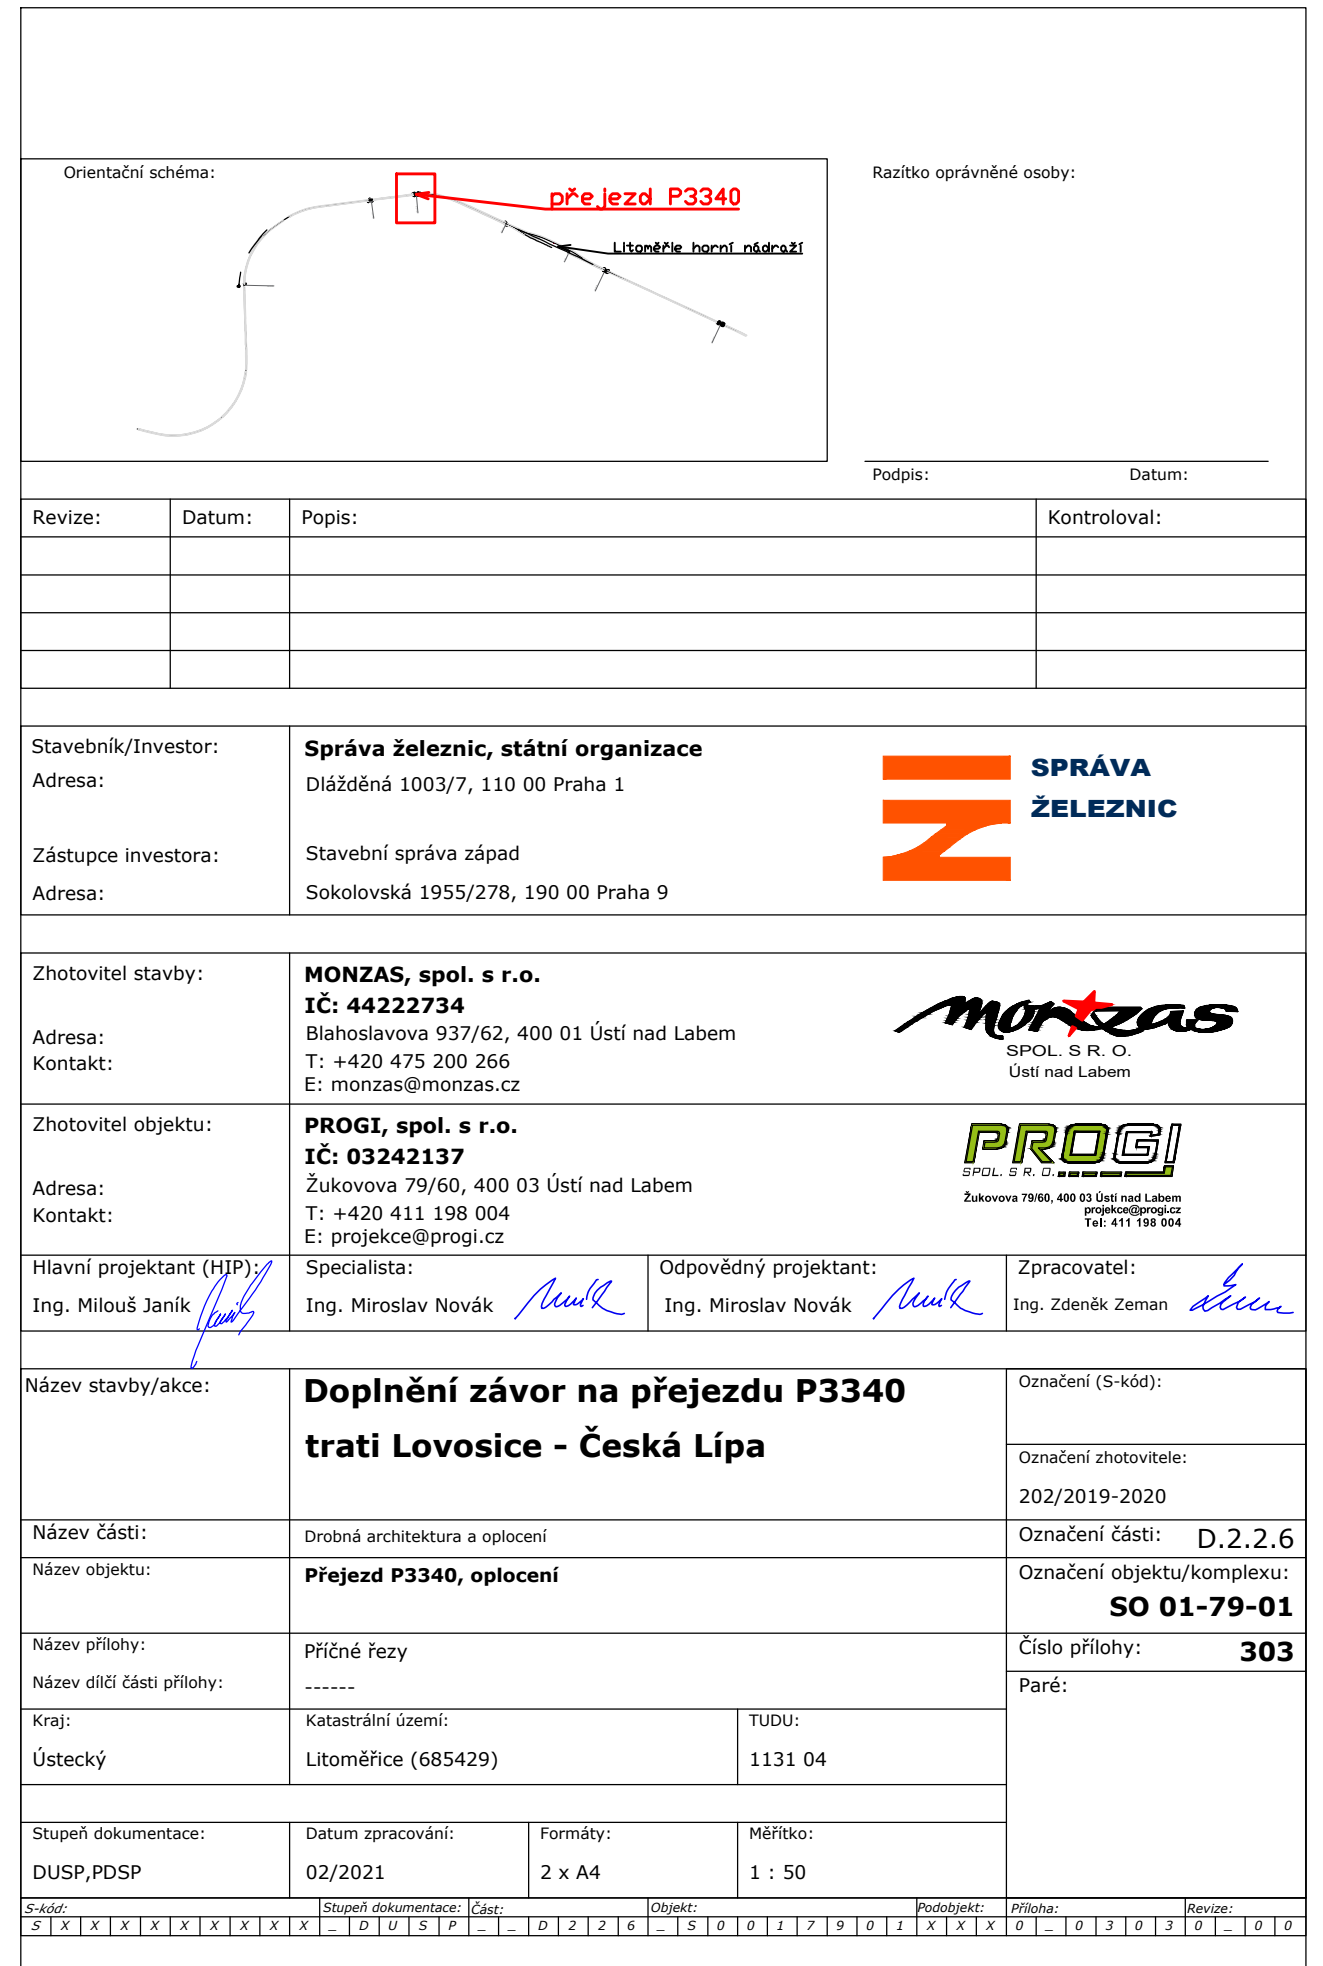 Orientační schéma:
Razítko oprávněné osoby:
přejezd P3340
Litoměřie horní nádraží
Podpis: Datum:
Revize: Datum: Popis: Kontroloval:
Stavebník/Investor: Správa železnic, státní organizace
Adresa: Dlážděná 1003/7, 110 00 Praha 1
SPRÁVA
ŽELEZNIC
Zástupce investora: Stavební správa západ
Adresa: Sokolovská 1955/278, 190 00 Praha 9
Zhotovitel stavby: MONZAS, spol. s r.o.
IČ: 44222734
Adresa: Blahoslavova 937/62, 400 01 Ústí nad Labem
Kontakt: T: +420 475 200 266
E: monzas@monzas.cz
monzas
SPOL. S R. O.
Ústí nad Labem
Zhotovitel objektu: PROGI, spol. s r.o.
IČ: 03242137
Adresa: Žukovova 79/60, 400 03 Ústí nad Labem
Kontakt: T: +420 411 198 004
E: projekce@progi.cz
PROGI
SPOL. S R. O.
Žukovova 79/60, 400 03 Ústí nad Labem
projekce@progi.cz
Tel: 411 198 004
Hlavní projektant (HIP): Specialista: Odpovědný projektant: Zpracovatel:
Ing. Milouš Janík Ing. Miroslav Novák Ing. Miroslav Novák Ing. Zdeněk Zeman
Název stavby/akce: Doplnění závor na přejezdu P3340
trati Lovosice - Česká Lípa
Označení (S-kód):
Označení zhotovitele:
202/2019-2020
Název části: Drobná architektura a oplocení Označení části: D.2.2.6
Název objektu: Přejezd P3340, oplocení Označení objektu/komplexu:
SO 01-79-01
Název přílohy: Příčné řezy Číslo přílohy: 303
Název dílčí části přílohy: ------ Paré:
Kraj: Katastrální území: TUDU:
Ústecký Litoměřice (685429) 1131 04
Stupeň dokumentace: Datum zpracování: Formáty: Měřítko:
DUSP,PDSP 02/2021 2 x A4 1 : 50
S-kód: Stupeň dokumentace: Část: Objekt: Podobjekt: Příloha: Revize:
S X X X X X X X X X _ D U S P _ _ D 2 2 6 _ S 0 0 1 7 9 0 1 X X X 0 _ 0 3 0 3 0 _ 0 0